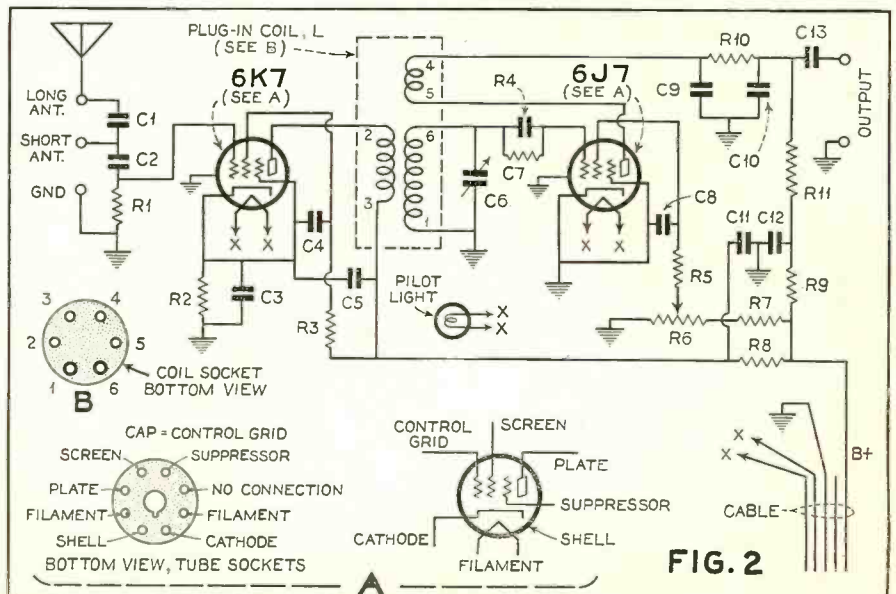 PLUG-IN COIL, L
(SEE B)
6K7
(SEE A)
LONG
ANT.
SHORT
ANT.
GND
C1
C2
R1
R2
C3
C4
C5
R3
2
3
4
5
6
1
R4
C7
C6
6J7
(SEE A)
C8
R5
R6
R7
R8
R9
R10
C9
C10
C13
OUTPUT
R11
C11
C12
X X
X X
PILOT
LIGHT
X
X
3 4
2 5
1 6
B
COIL SOCKET
BOTTOM VIEW
CAP = CONTROL GRID
SCREEN
SUPPRESSOR
PLATE
NO CONNECTION
FILAMENT
FILAMENT
SHELL
CATHODE
BOTTOM VIEW, TUBE SOCKETS
CONTROL
GRID
SCREEN
PLATE
SUPPRESSOR
CATHODE
SHELL
FILAMENT
A
X
X
B+
CABLE
FIG. 2